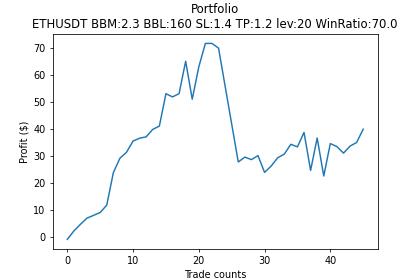 Portfolio
ETHUSDT BBM:2.3 BBL:160 SL:1.4 TP:1.2 lev:20 WinRatio:70.0
70
60
50
40
30
20
10
0
Profit ($)
0 10 20 30 40
Trade counts